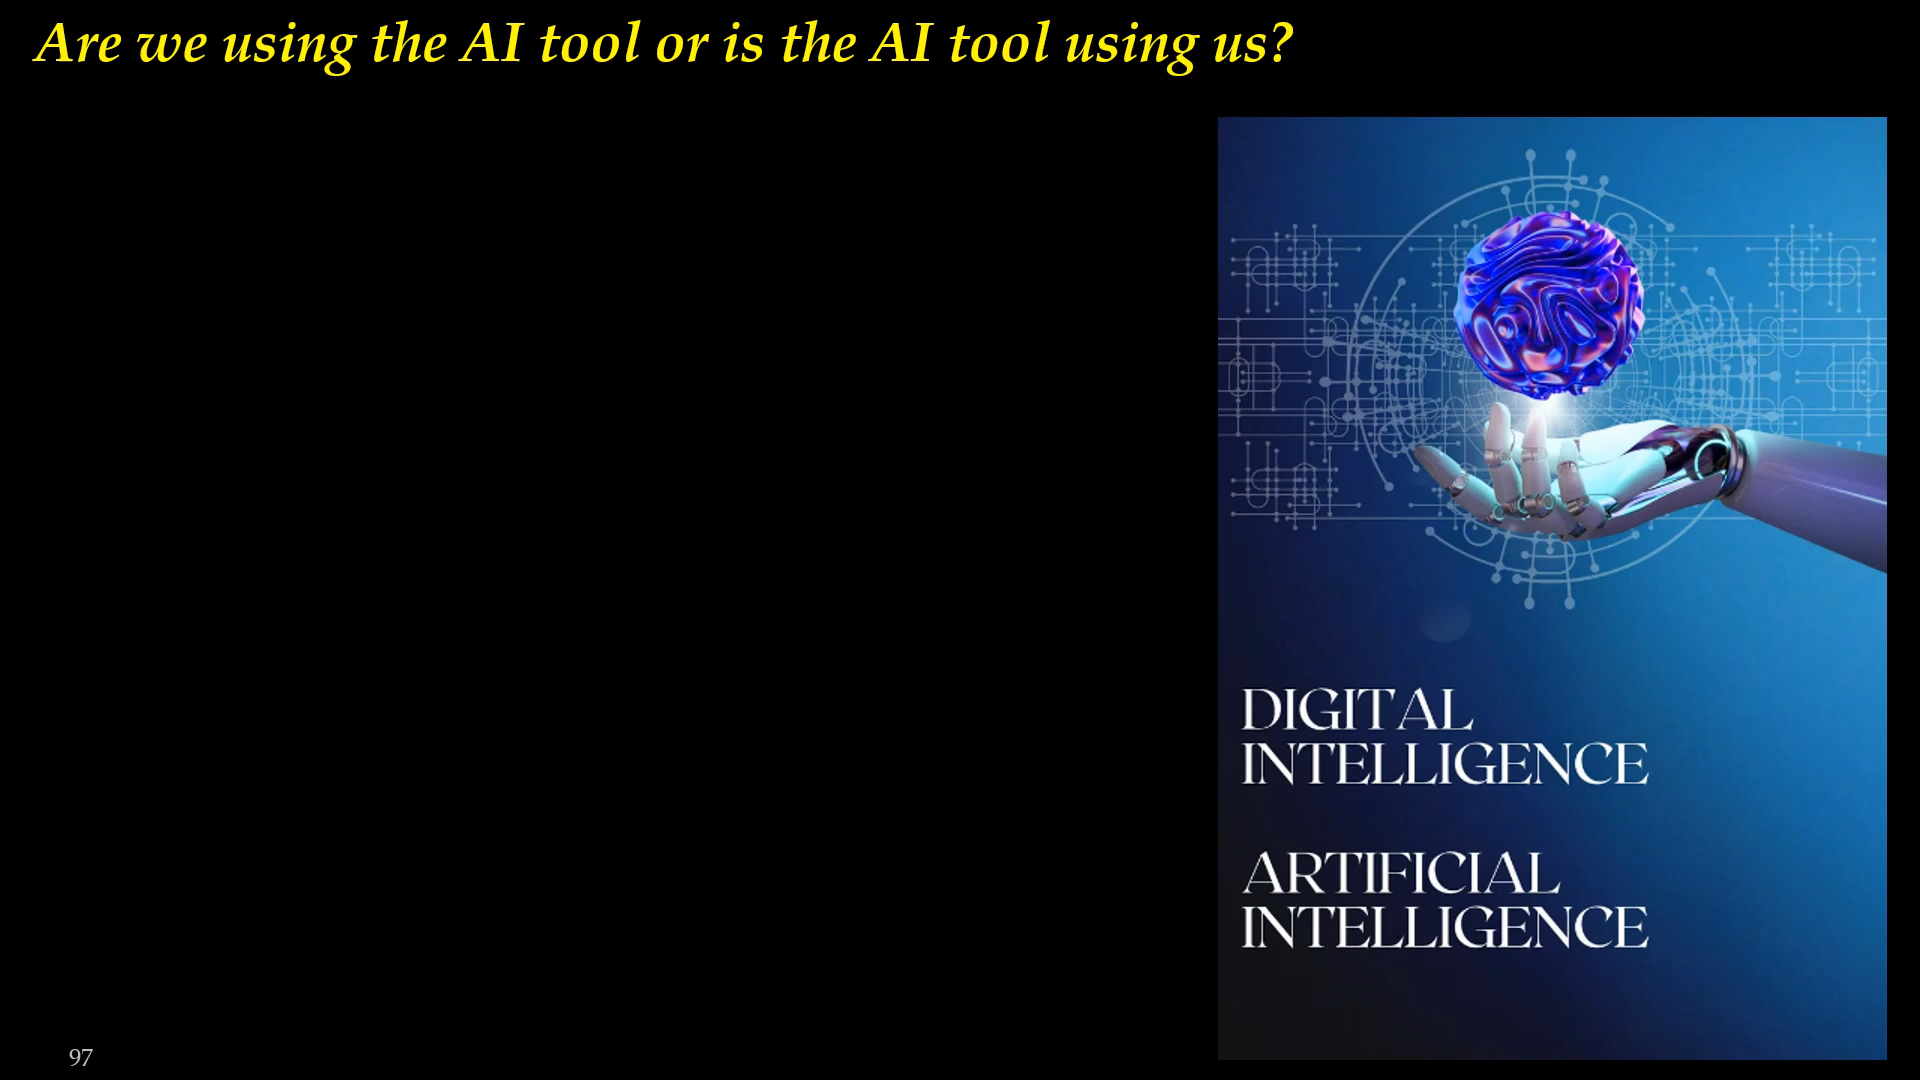 Are we using the AI tool or is the AI tool using us?
DIGITAL
INTELLIGENCE
ARTIFICIAL
INTELLIGENCE
97